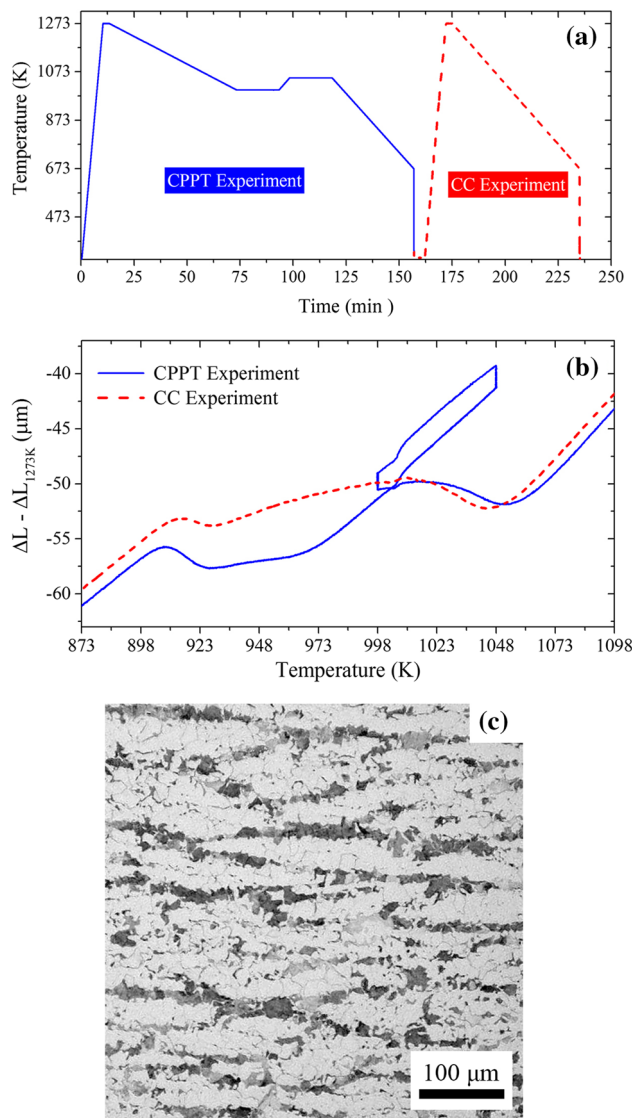 (a)
Temperature (K)
1273
1073
873
673
473
CPPT Experiment
CC Experiment
0 25 50 75 100 125 150 175 200 225 250
Time (min )
(b)
CPPT Experiment
CC Experiment
ΔL - ΔL1273K (μm)
-40
-45
-50
-55
-60
873 898 923 948 973 998 1023 1048 1073 1098
Temperature (K)
(c)
100 μm